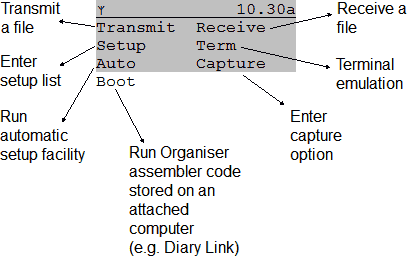 Transmit
a file
10.30a
Receive a
file
Transmit Receive
Setup Term
Auto Capture
Boot
Enter
setup list
Terminal
emulation
Run
automatic
setup facility
Run Organiser
assembler code
stored on an
attached
computer
(e.g. Diary Link)
Enter
capture
option